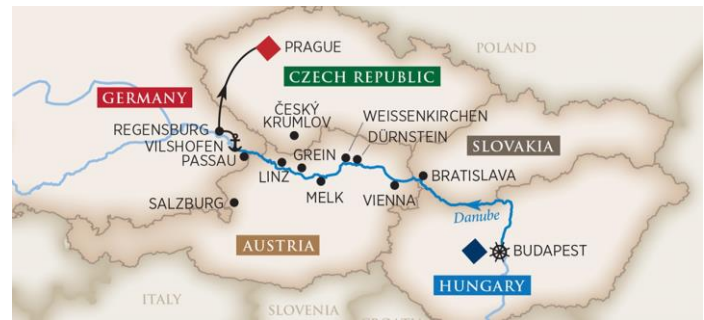 POLAND
PRAGUE
CZECH REPUBLIC
GERMANY
ČESKÝ
KRUMLOV
WEISSENKIRCHEN
DÜRNSTEIN
REGENSBURG
VILSHOFEN
PASSAU
GREIN
LINZ
MELK
SLOVAKIA
BRATISLAVA
VIENNA
SALZBURG
Danube
AUSTRIA
BUDAPEST
HUNGARY
ITALY
SLOVENIA
CROATIA